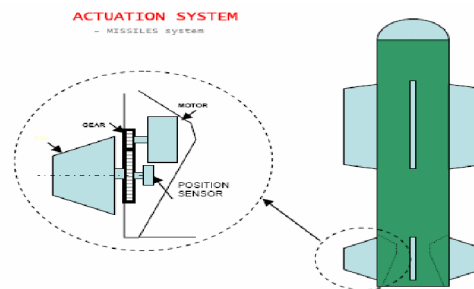 ACTUATION SYSTEM
- MISSILES system
MOTOR
GEAR
POSITION
SENSOR